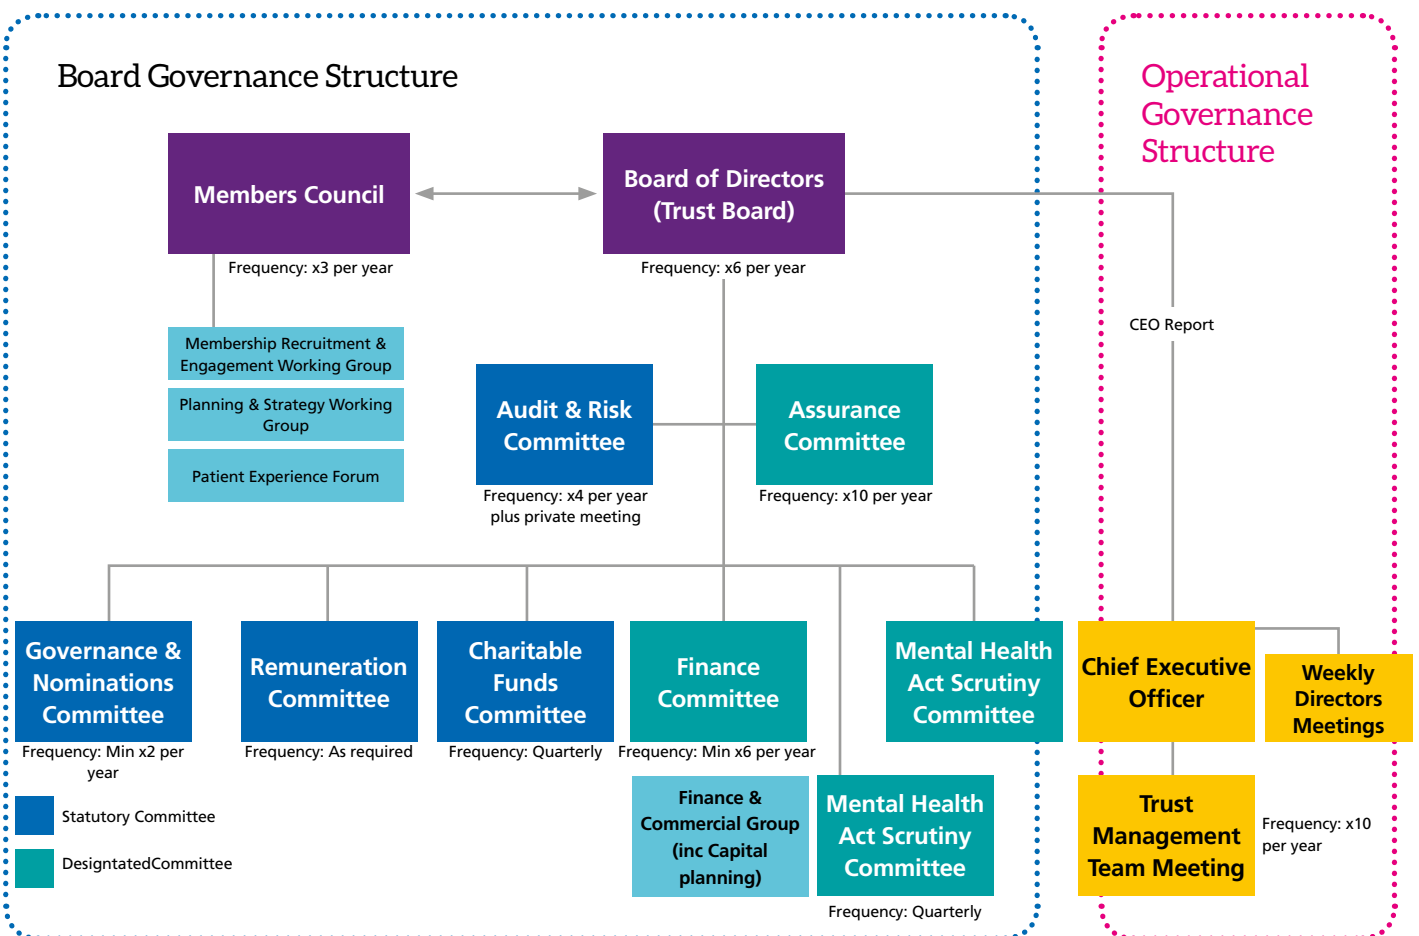 Board Governance Structure
Operational
Governance
Structure
Members Council
Board of Directors
(Trust Board)
Frequency: x3 per year
Frequency: x6 per year
CEO Report
Membership Recruitment &
Engagement Working Group
Planning & Strategy Working
Group
Patient Experience Forum
Audit & Risk
Committee
Frequency: x4 per year
plus private meeting
Assurance
Committee
Frequency: x10 per year
Governance &
Nominations
Committee
Frequency: Min x2 per
year
Remuneration
Committee
Frequency: As required
Charitable
Funds
Committee
Frequency: Quarterly
Finance
Committee
Frequency: Min x6 per year
Mental Health
Act Scrutiny
Committee
Chief Executive
Officer
Weekly
Directors
Meetings
Statutory Committee
DesigntatedCommittee
Finance &
Commercial Group
(inc Capital
planning)
Mental Health
Act Scrutiny
Committee
Frequency: Quarterly
Trust
Management
Team Meeting
Frequency: x10
per year